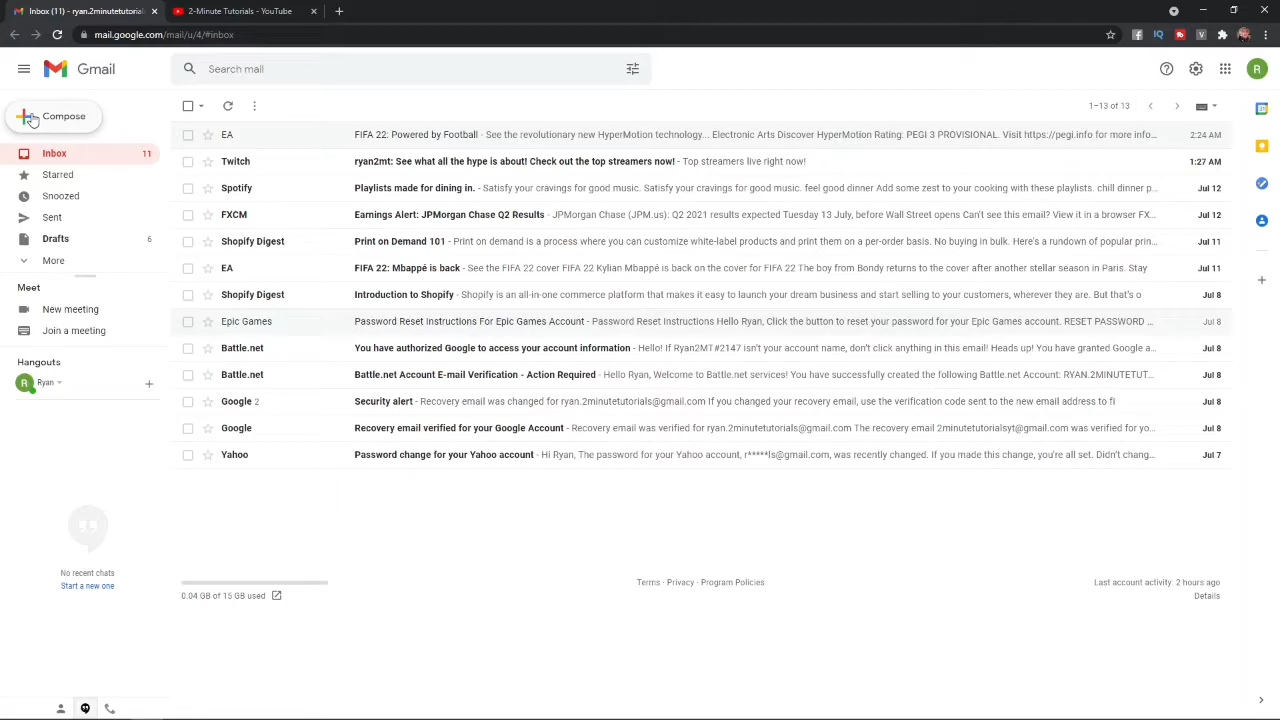 Inbox (11) - ryan.2minutetutorials
2-Minute Tutorials - YouTube
mail.google.com/mail/u/4/#inbox
Gmail
Search mail
R
Compose
1–13 of 13
Inbox 11
Starred
Snoozed
Sent
Drafts 6
More
Meet
New meeting
Join a meeting
Hangouts
R Ryan
No recent chats
Start a new one
EA FIFA 22: Powered by Football - See the revolutionary new HyperMotion technology... Electronic Arts Discover HyperMotion Rating: PEGI 3 PROVISIONAL. Visit https://pegi.info for more info... 2:24 AM
Twitch ryan2mt: See what all the hype is about! Check out the top streamers now! - Top streamers live right now! 1:27 AM
Spotify Playlists made for dining in. - Satisfy your cravings for good music. Satisfy your cravings for good music. feel good dinner Add some zest to your cooking with these playlists. chill dinner p... Jul 12
FXCM Earnings Alert: JPMorgan Chase Q2 Results - JPMorgan Chase (JPM.us): Q2 2021 results expected Tuesday 13 July, before Wall Street opens Can't see this email? View it in a browser FX... Jul 12
Shopify Digest Print on Demand 101 - Print on demand is a process where you can customize white-label products and print them on a per-order basis. No buying in bulk. Here's a rundown of popular prin... Jul 11
EA FIFA 22: Mbappé is back - See the FIFA 22 cover FIFA 22 Kylian Mbappé is back on the cover for FIFA 22 The boy from Bondy returns to the cover after another stellar season in Paris. Stay Jul 11
Shopify Digest Introduction to Shopify - Shopify is an all-in-one commerce platform that makes it easy to launch your dream business and start selling to your customers, wherever they are. But that's o Jul 8
Epic Games Password Reset Instructions For Epic Games Account - Password Reset Instructions Hello Ryan, Click the button to reset your password for your Epic Games account. RESET PASSWORD ... Jul 8
Battle.net You have authorized Google to access your account information - Hello! If Ryan2MT#2147 isn't your account name, don't click anything in this email! Heads up! You have granted Google a... Jul 8
Battle.net Battle.net Account E-mail Verification - Action Required - Hello Ryan, Welcome to Battle.net services! You have successfully created the following Battle.net Account: RYAN.2MINUTETUT... Jul 8
Google 2 Security alert - Recovery email was changed for ryan.2minutetutorials@gmail.com If you changed your recovery email, use the verification code sent to the new email address to fi Jul 8
Google Recovery email verified for your Google Account - Recovery email was verified for ryan.2minutetutorials@gmail.com The recovery email 2minutetutorialsyt@gmail.com was verified for yo... Jul 8
Yahoo Password change for your Yahoo account - Hi Ryan, The password for your Yahoo account, r*****ls@gmail.com, was recently changed. If you made this change, you're all set. Didn't chang... Jul 7
0.04 GB of 15 GB used
Terms · Privacy · Program Policies
Last account activity: 2 hours ago
Details